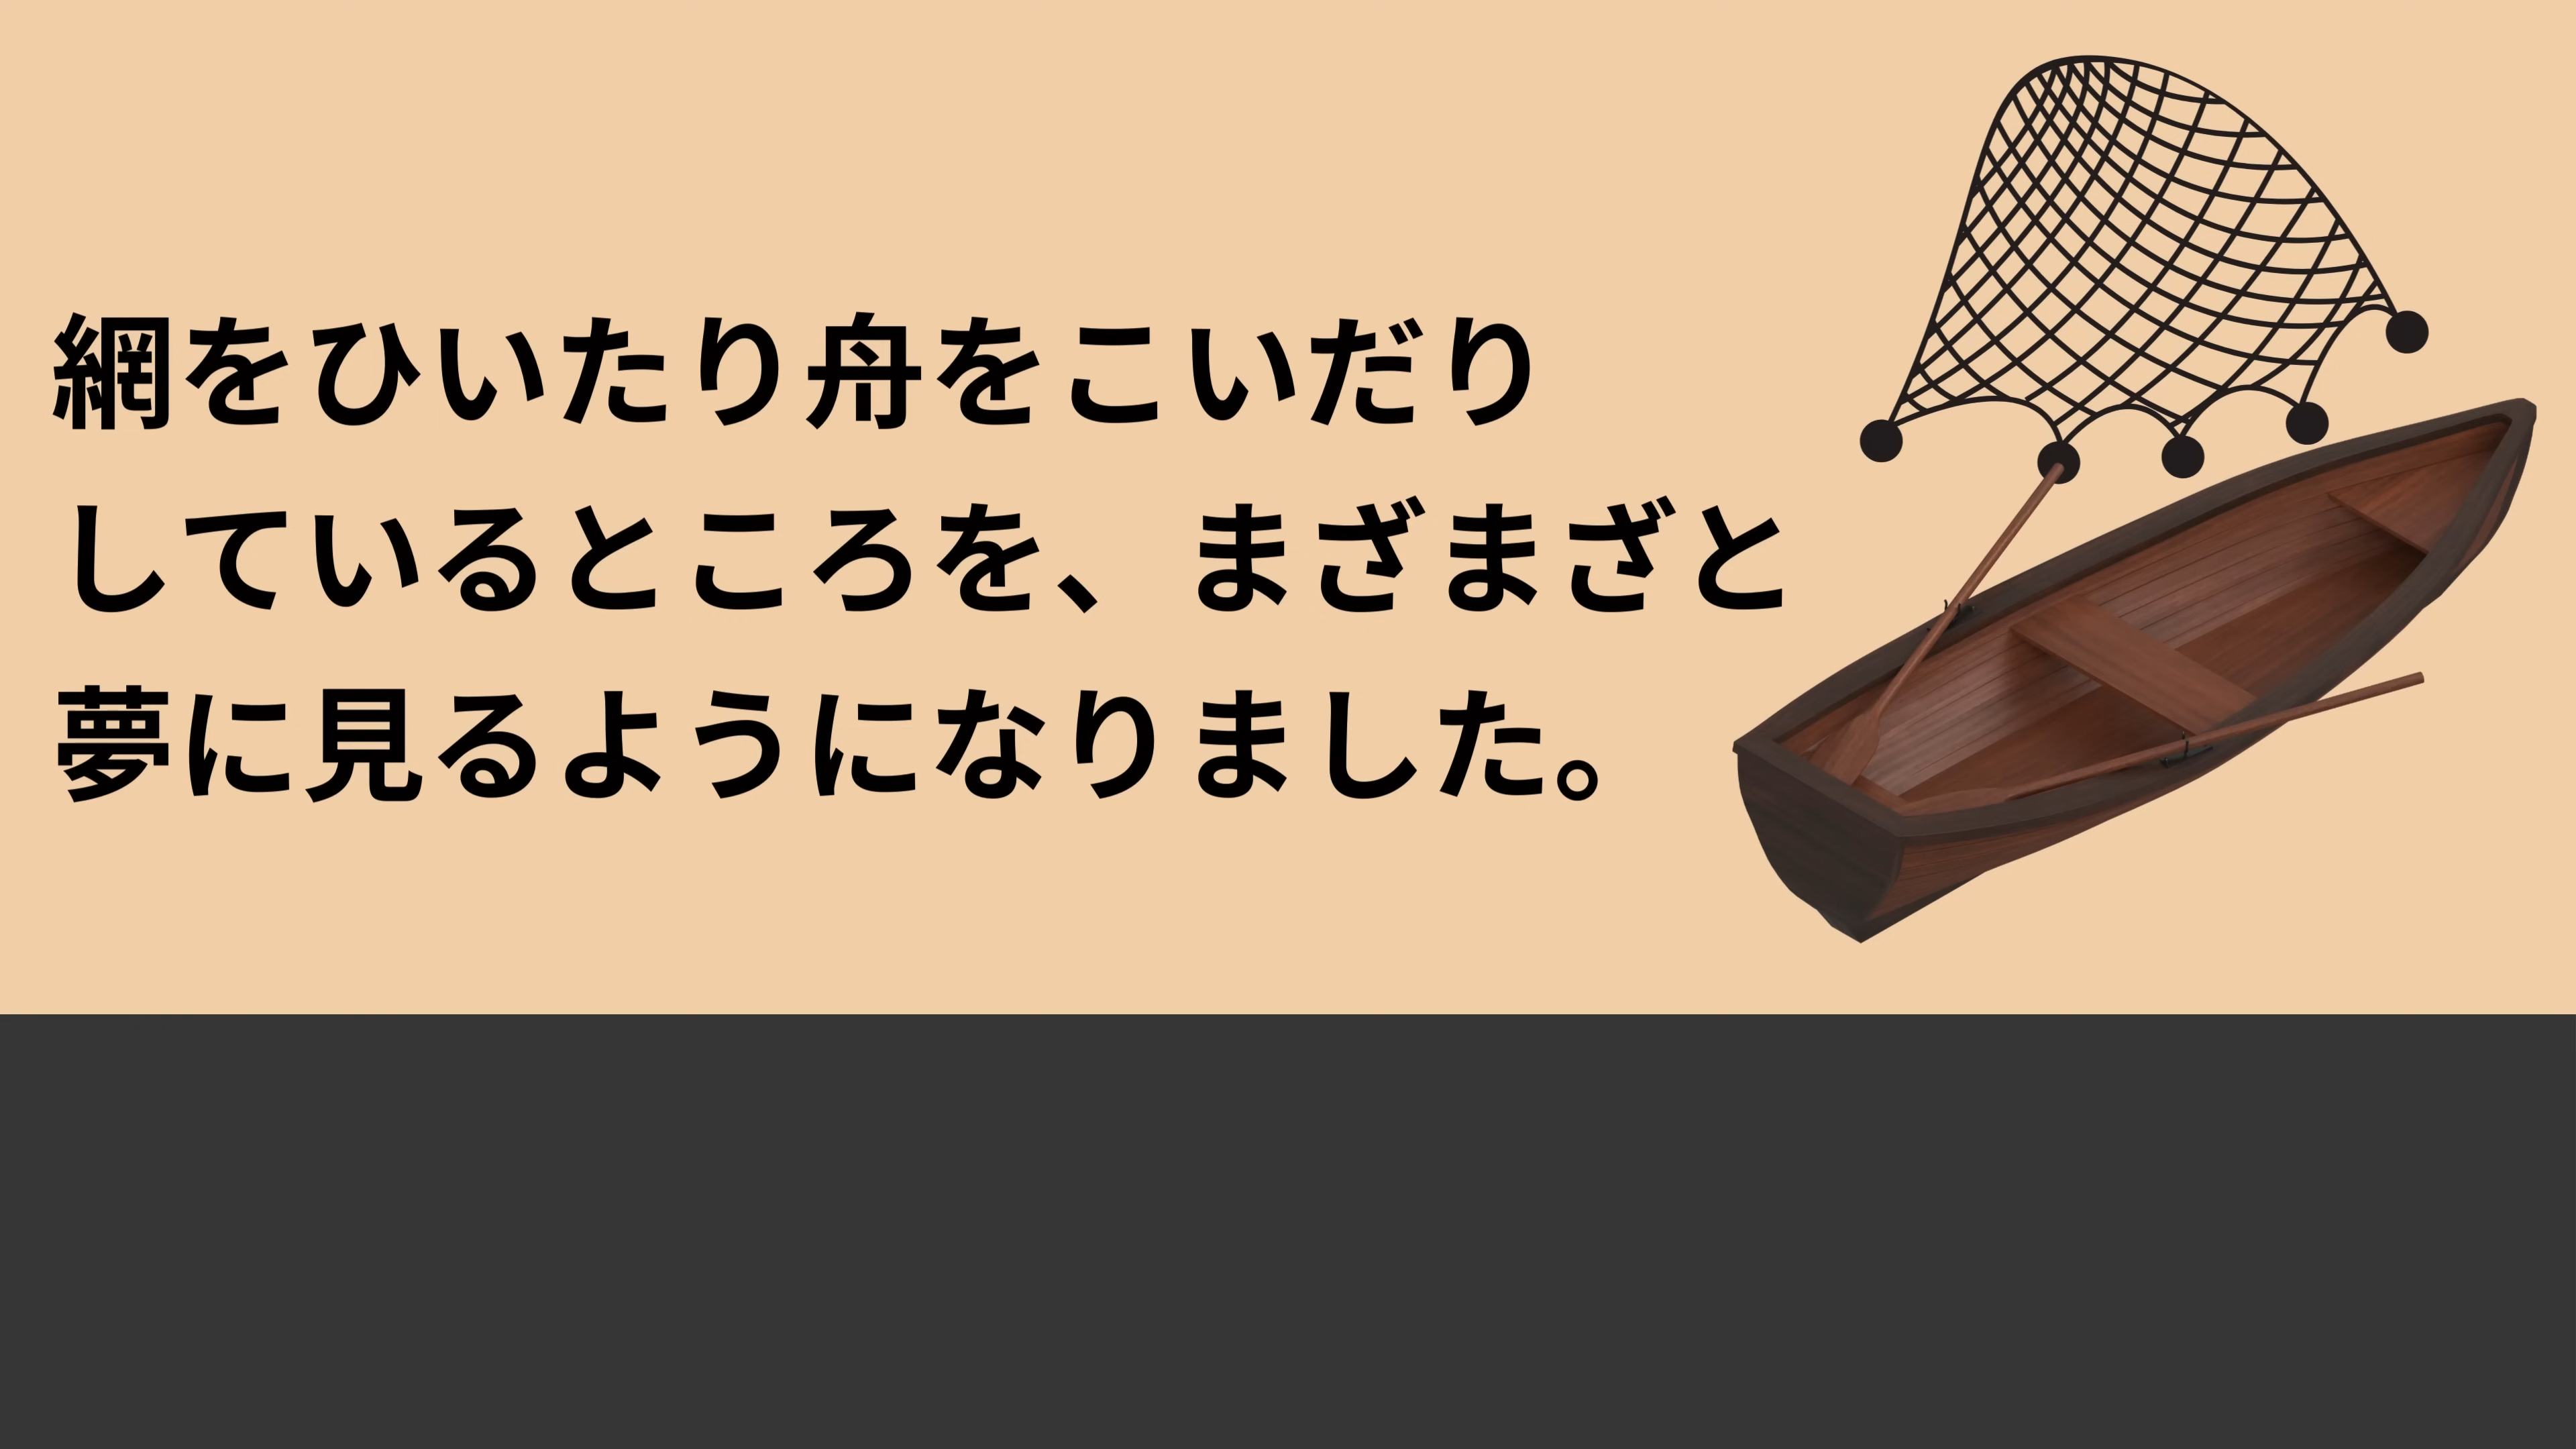 網をひいたり舟をこいだり
しているところを、まざまざと
夢に見るようになりました。